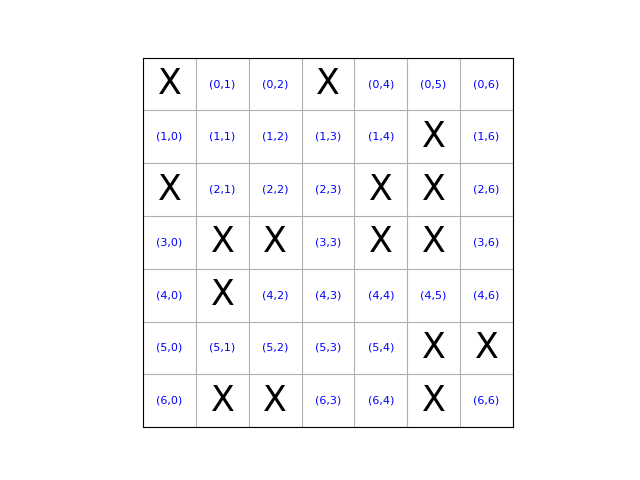 X (0,1) (0,2) X (0,4) (0,5) (0,6)
(1,0) (1,1) (1,2) (1,3) (1,4) X (1,6)
X (2,1) (2,2) (2,3) X X (2,6)
(3,0) X X (3,3) X X (3,6)
(4,0) X (4,2) (4,3) (4,4) (4,5) (4,6)
(5,0) (5,1) (5,2) (5,3) (5,4) X X
(6,0) X X (6,3) (6,4) X (6,6)